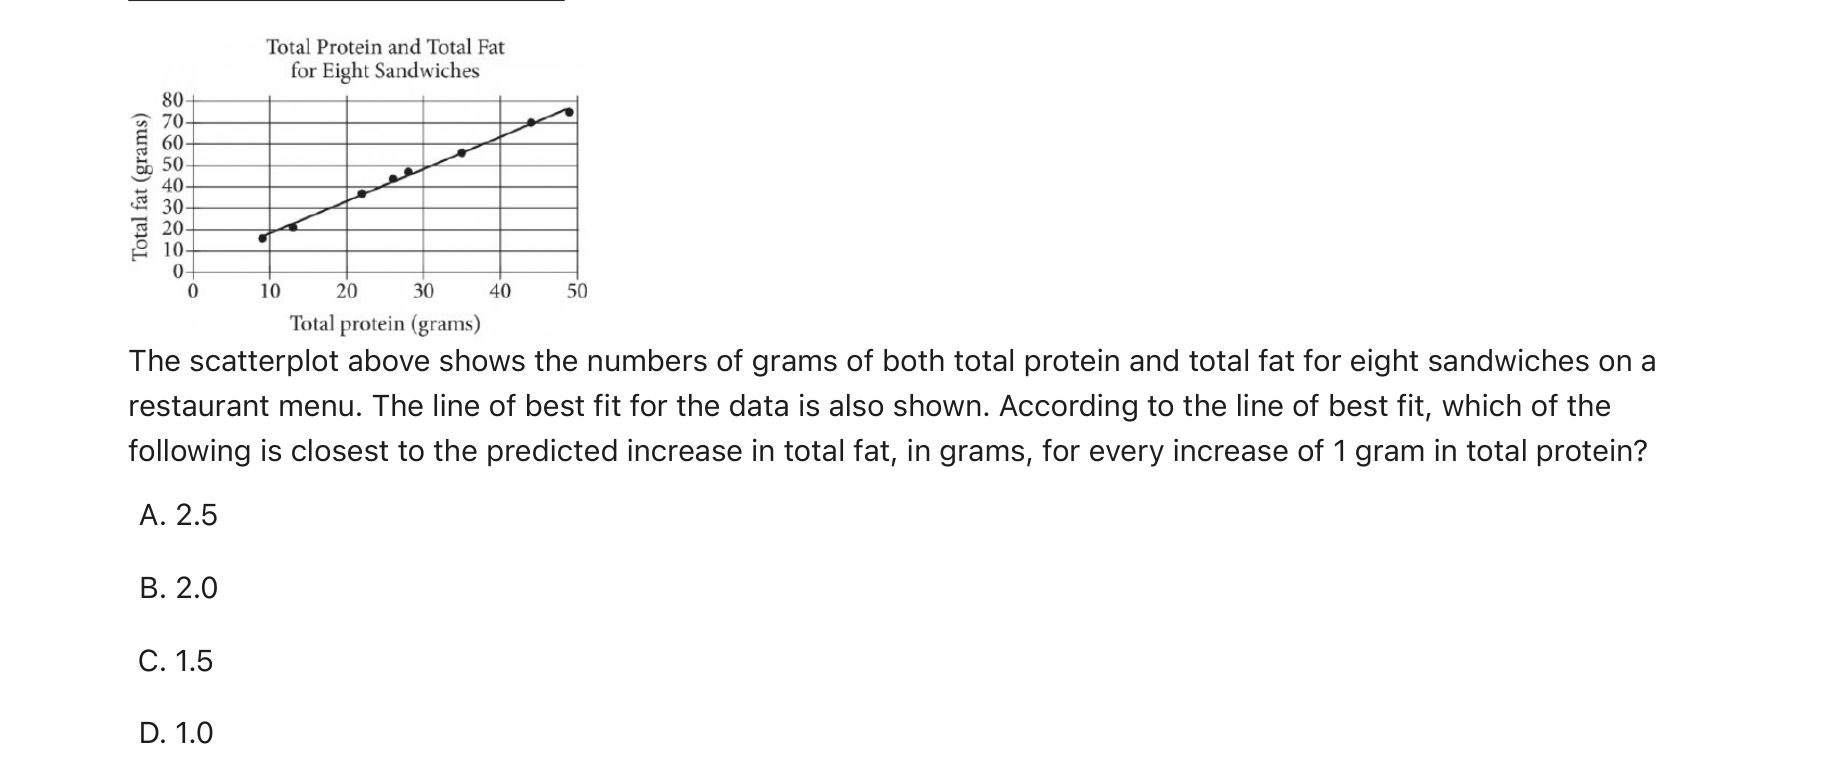 Total Protein and Total Fat
for Eight Sandwiches
Total fat (grams)
80
70
60
50
40
30
20
10
0
0 10 20 30 40 50
Total protein (grams)
The scatterplot above shows the numbers of grams of both total protein and total fat for eight sandwiches on a
restaurant menu. The line of best fit for the data is also shown. According to the line of best fit, which of the
following is closest to the predicted increase in total fat, in grams, for every increase of 1 gram in total protein?
A. 2.5
B. 2.0
C. 1.5
D. 1.0